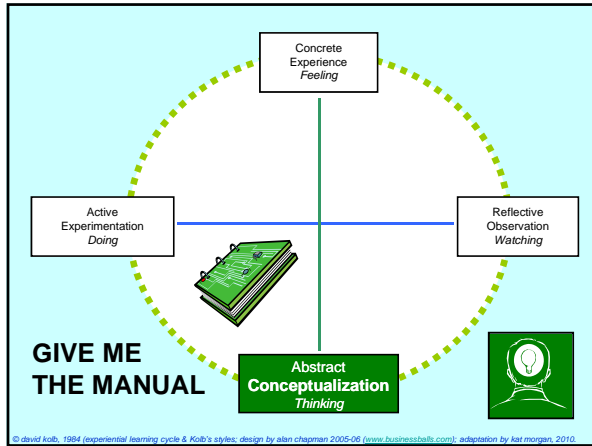 Concrete
Experience
Feeling
Active
Experimentation
Doing
Reflective
Observation
Watching
GIVE ME
THE MANUAL
Abstract
Conceptualization
Thinking
© david kolb, 1984 (experiential learning cycle & Kolb's styles; design by alan chapman 2005-06 (www.businessballs.com); adaptation by kat morgan, 2010.